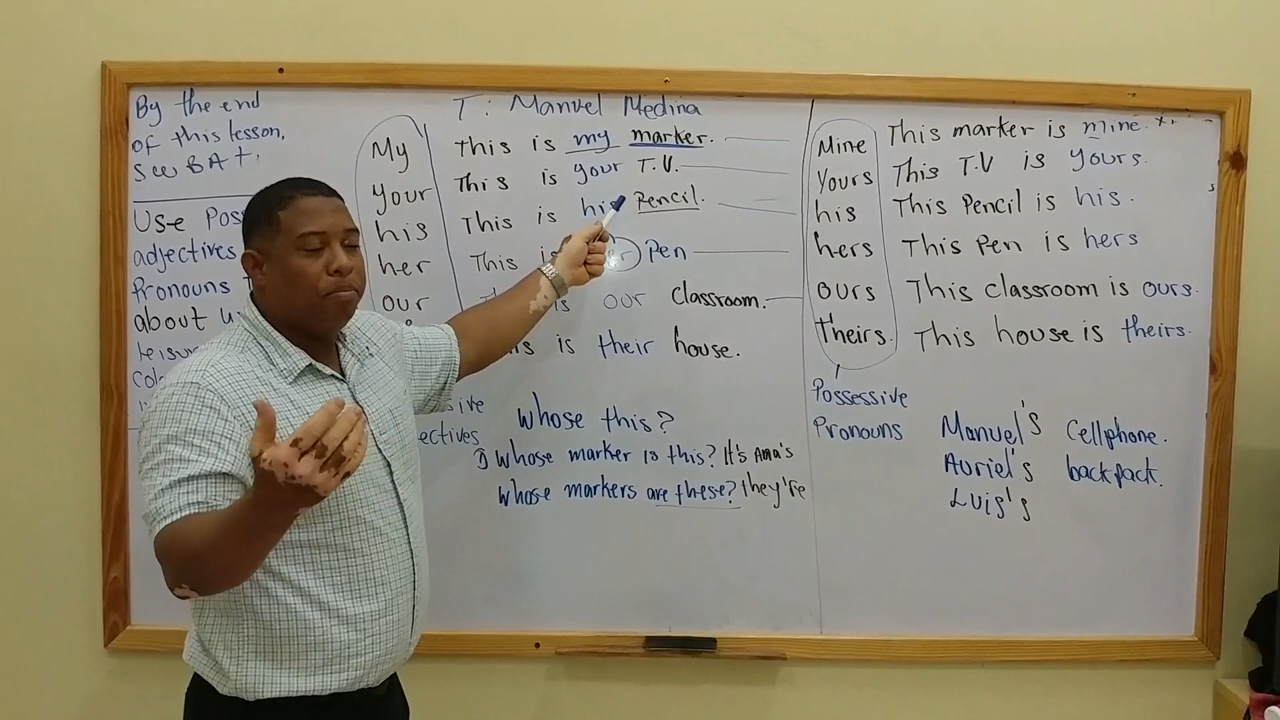 By the end
of this lesson,
SWBAT.
Use Poss
adjectives
Pronouns
about
T: Manuel Medina
My
your
his
her
our
This is my marker.
This is your T.V.
This is his Pencil.
This is Pen
is our classroom.
is their house.
Whose this?
1) Whose marker is this? It's Ana's
Whose markers are these? They're
Mine
Yours
his
hers
ours
theirs.
Possessive
Pronouns
This marker is mine.
This T.V is yours.
This Pencil is his.
This Pen is hers
This classroom is ours.
This house is theirs.
Manuel's Cellphone.
Auriel's backpack.
Luis's